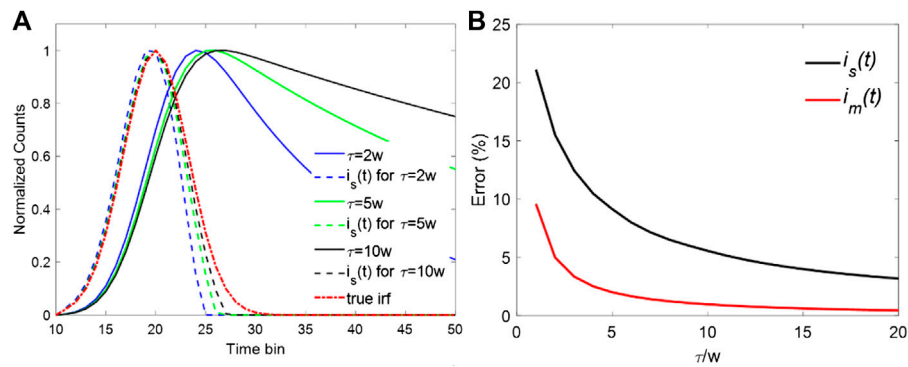 A
Normalized Counts
1
0.8
0.6
0.4
0.2
0
10 15 20 25 30 35 40 45 50
Time bin
τ=2w
i_s(t) for τ=2w
τ=5w
i_s(t) for τ=5w
τ=10w
i_s(t) for τ=10w
true irf
B
Error (%)
25
20
15
10
5
0
0 5 10 15 20
τ/w
i_s(t)
i_m(t)